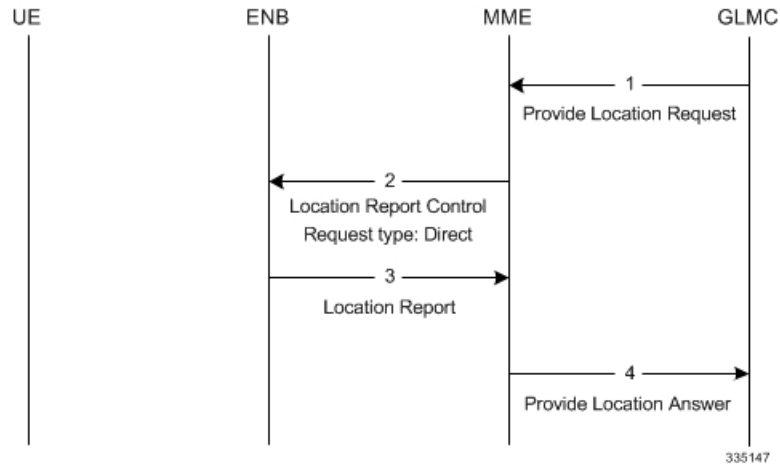 UE ENB MME GLMC
1
Provide Location Request
2
Location Report Control
Request type: Direct
3
Location Report
4
Provide Location Answer
335147